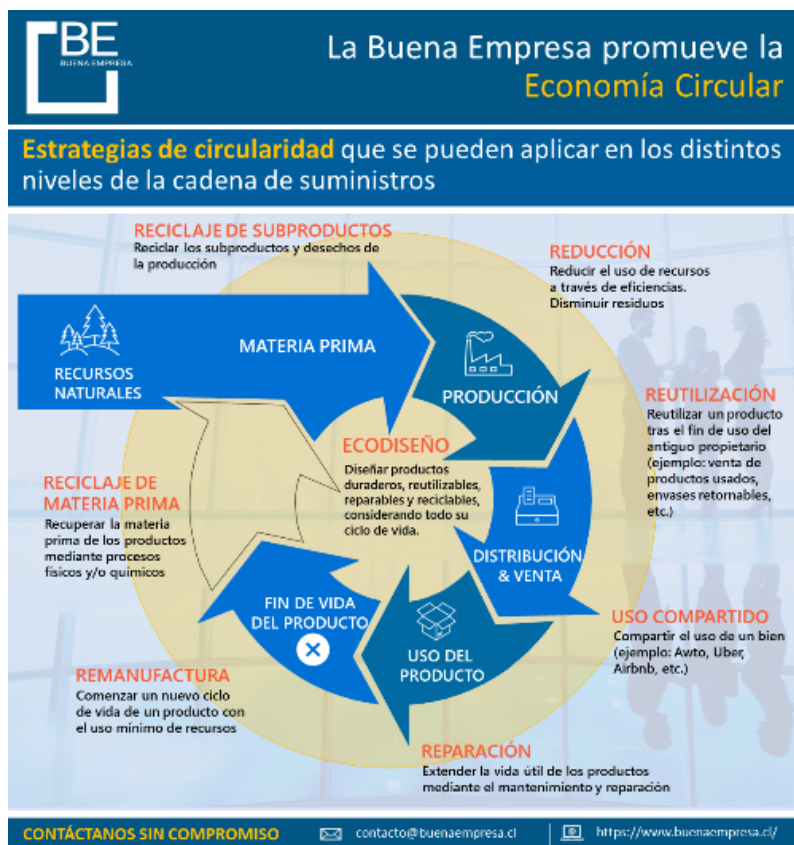 BE
BUENA EMPRESA
La Buena Empresa promueve la
Economía Circular
Estrategias de circularidad que se pueden aplicar en los distintos
niveles de la cadena de suministros
RECICLAJE DE SUBPRODUCTOS
Reciclar los subproductos y desechos de
la producción
REDUCCIÓN
Reducir el uso de recursos
a través de eficiencias.
Disminuir residuos
RECURSOS
NATURALES
MATERIA PRIMA
PRODUCCIÓN
REUTILIZACIÓN
Reutilizar un producto
tras el fin de uso del
antiguo propietario
(ejemplo: venta de
productos usados,
envases retornables,
etc.)
ECODISEÑO
Diseñar productos
duraderos, reutilizables,
reparables y reciclables,
considerando todo su
ciclo de vida.
RECICLAJE DE
MATERIA PRIMA
Recuperar la materia
prima de los productos
mediante procesos
físicos y/o químicos
DISTRIBUCIÓN
& VENTA
FIN DE VIDA
DEL PRODUCTO
USO DEL
PRODUCTO
USO COMPARTIDO
Compartir el uso de un bien
(ejemplo: Awto, Uber,
Airbnb, etc.)
REMANUFACTURA
Comenzar un nuevo ciclo
de vida de un producto con
el uso mínimo de recursos
REPARACIÓN
Extender la vida útil de los productos
mediante el mantenimiento y reparación
CONTÁCTANOS SIN COMPROMISO
contacto@buenaempresa.cl
https://www.buenaempresa.cl/